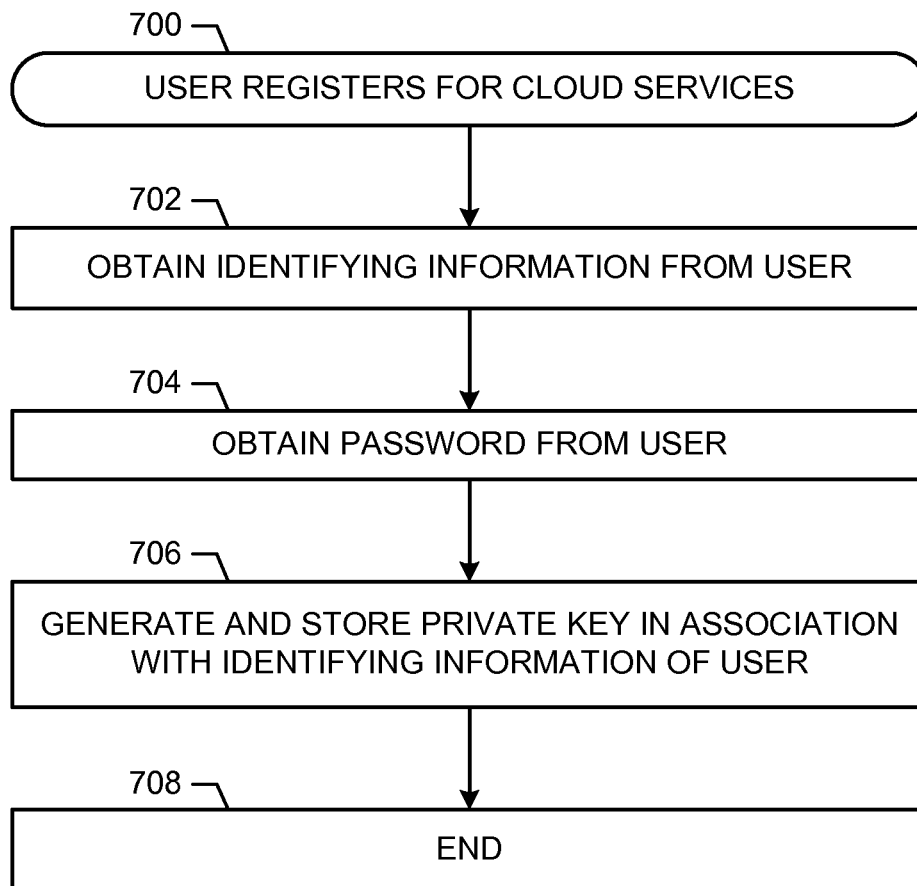 700
USER REGISTERS FOR CLOUD SERVICES
702
OBTAIN IDENTIFYING INFORMATION FROM USER
704
OBTAIN PASSWORD FROM USER
706
GENERATE AND STORE PRIVATE KEY IN ASSOCIATION
WITH IDENTIFYING INFORMATION OF USER
708
END